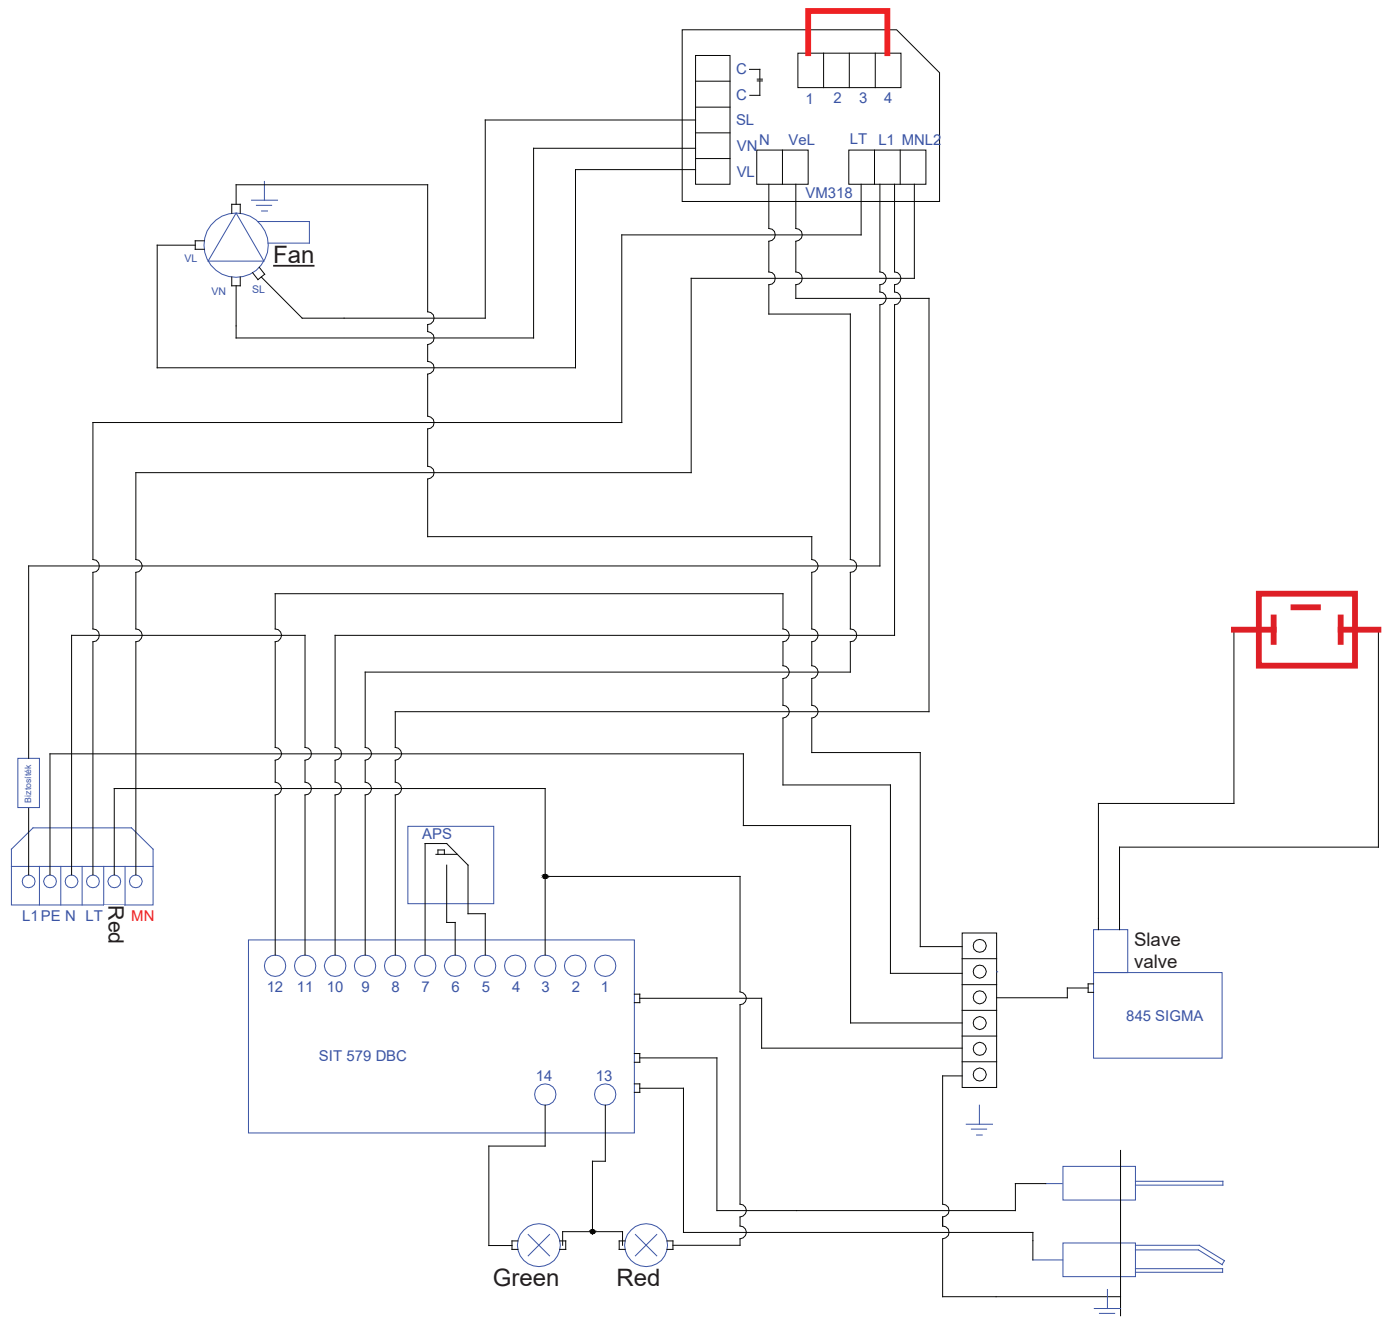 C
C
SL
VN
VL
1 2 3 4
N VeL
LT L1 MNL2
VM318
VL
Fan
VN
SL
Biztosíték
L1 PE N LT Red MN
APS
12 11 10 9 8 7 6 5 4 3 2 1
SIT 579 DBC
14 13
Green
Red
Slave
valve
845 SIGMA